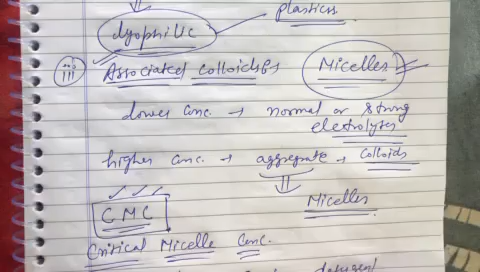 plastics
lyophilic
iii Associated colloids Micelles
lower conc. → normal or strong
electrolytes
higher conc. → aggregate → colloids
Micelles
CMC
Critical Micelle Conc.
detergent